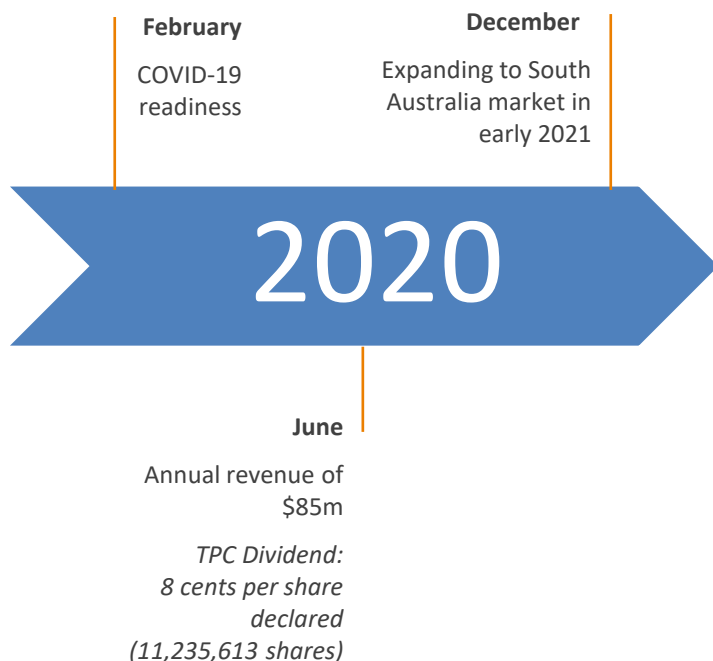 February
COVID-19
readiness
December
Expanding to South
Australia market in
early 2021
2020
June
Annual revenue of
$85m
TPC Dividend:
8 cents per share
declared
(11,235,613 shares)